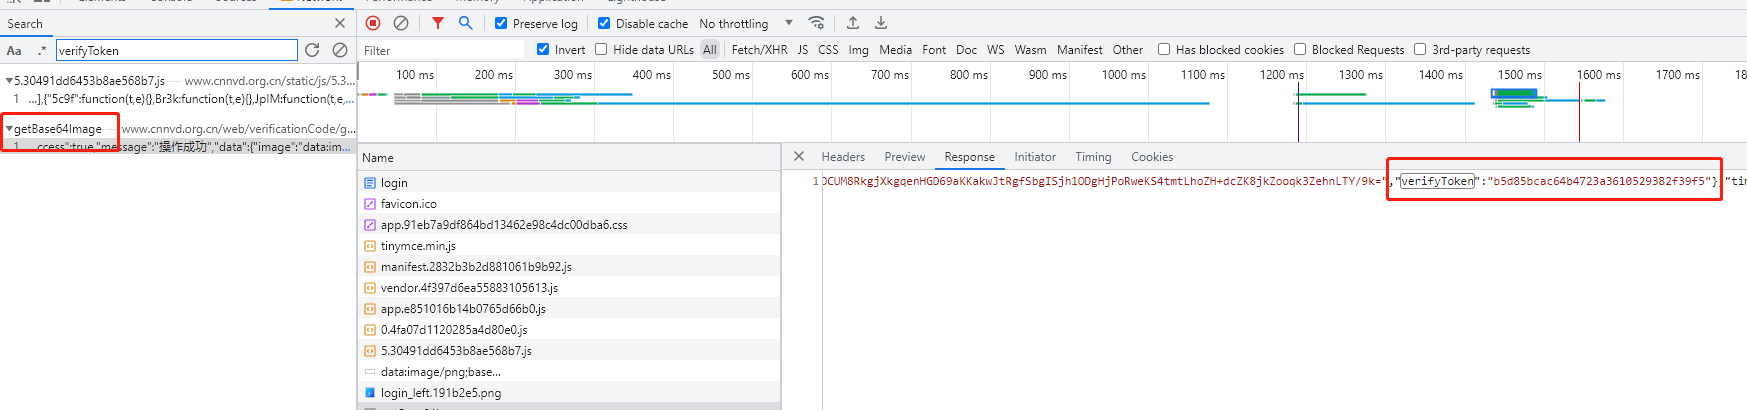 Search
Preserve log
Disable cache
No throttling
Aa
.*
verifyToken
Filter
Invert
Hide data URLs
All
Fetch/XHR
JS
CSS
Img
Media
Font
Doc
WS
Wasm
Manifest
Other
Has blocked cookies
Blocked Requests
3rd-party requests
100 ms
200 ms
300 ms
400 ms
500 ms
600 ms
700 ms
800 ms
900 ms
1000 ms
1100 ms
1200 ms
1300 ms
1400 ms
1500 ms
1600 ms
1700 ms
18
5.30491dd6453b8ae568b7.js — www.cnnvd.org.cn/static/js/5.3...
1 ...],{"5c9f":function(t,e){},Br3k:function(t,e){},JpIM:function(t,e,...
getBase64Image — www.cnnvd.org.cn/web/verificationCode/g...
1 ...ccess":true,"message":"操作成功","data":{"image":"data:im...
Name
Headers
Preview
Response
Initiator
Timing
Cookies
login
favicon.ico
app.91eb7a9df864bd13462e98c4dc00dba6.css
tinymce.min.js
manifest.2832b3b2d881061b9b92.js
vendor.4f397d6ea55883105613.js
app.e851016b14b0765d66b0.js
0.4fa07d1120285a4d80e0.js
5.30491dd6453b8ae568b7.js
data:image/png;base...
login_left.191b2e5.png
1 OCUM8RkgjXkgqenHGD69aKKakwJtRgfSbgISjh1ODgHjPoRweKS4tmtLhoZH+dcZK8jkZooqk3ZehnLTY/9k=","verifyToken":"b5d85bcac64b4723a3610529382f39f5"},"tin